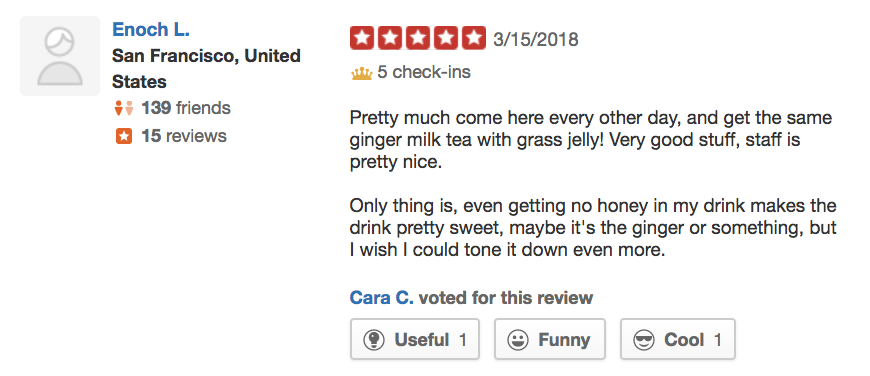 Enoch L.
San Francisco, United
States
139 friends
15 reviews
3/15/2018
5 check-ins
Pretty much come here every other day, and get the same
ginger milk tea with grass jelly! Very good stuff, staff is
pretty nice.
Only thing is, even getting no honey in my drink makes the
drink pretty sweet, maybe it's the ginger or something, but
I wish I could tone it down even more.
Cara C. voted for this review
Useful 1
Funny
Cool 1